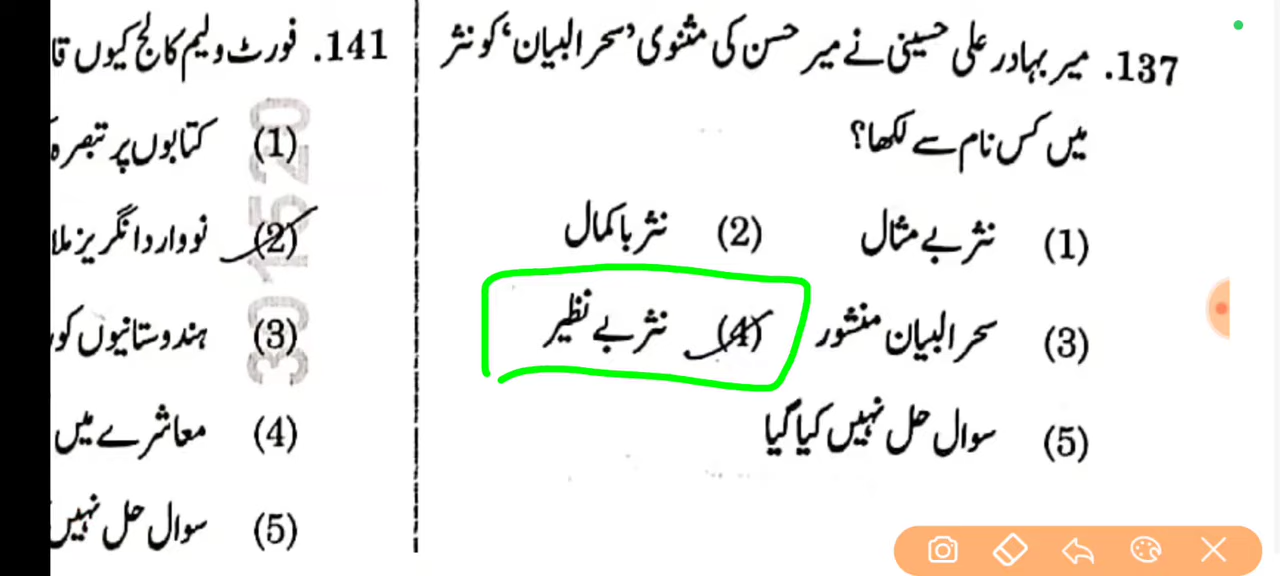 137. میر بہادر علی حسینی نے میر حسن کی مثنوی 'سحر البیان' کو نثر
میں کس نام سے لکھا؟
(1) نثر بے مثال (2) نثر باکمال
(3) سحر البیان منشور (4) نثر بے نظیر
(5) سوال حل نہیں کیا گیا
141. فورٹ ولیم کالج کیوں قا
(1) کتابوں پر تبصرہ
(2) نووارد انگریز ملا
(3) ہندوستانیوں کو
(4) معاشرے میں
(5) سوال حل نہیں
301520